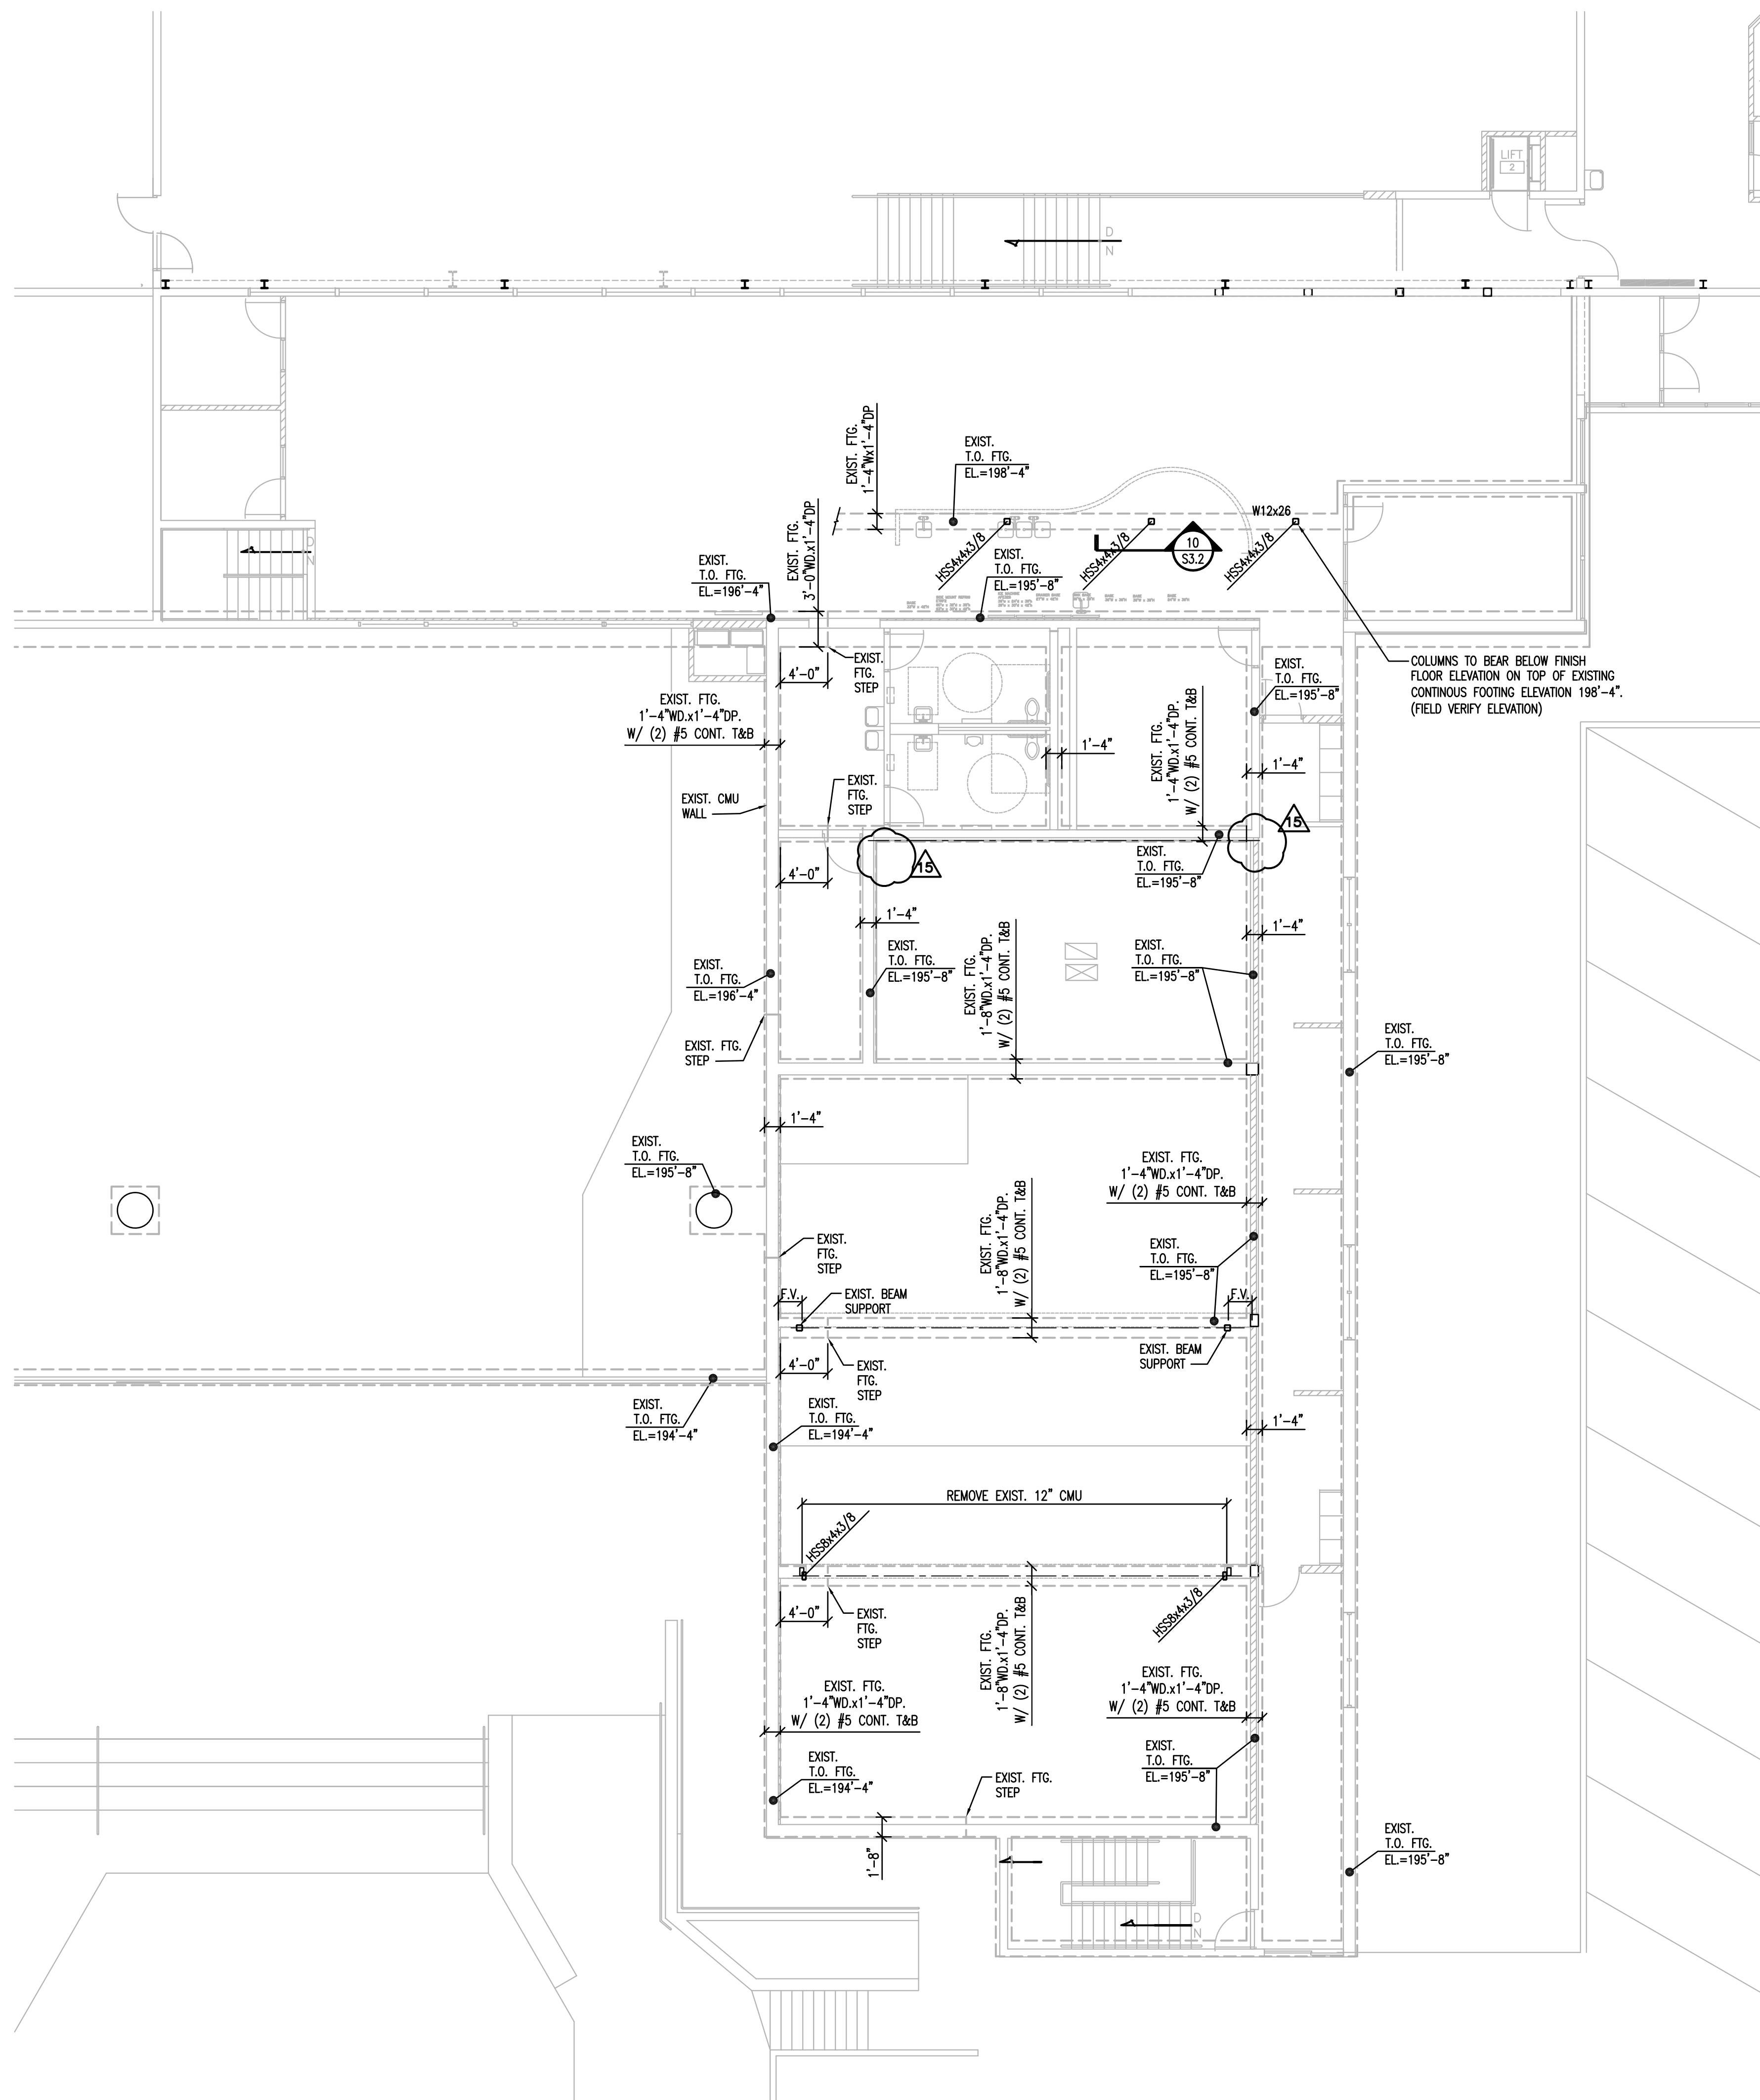 LIFT
2
D
N
EXIST. FTG.
1'-4"Wx1'-4"DP
EXIST.
T.O. FTG.
EL.=198'-4"
W12x26
EXIST. FTG.
3'-0"WD.x1'-4"DP
HSS4x4x3/8
HSS4x4x3/8
HSS4x4x3/8
10
S3.2
D
N
EXIST.
T.O. FTG.
EL.=196'-4"
EXIST.
T.O. FTG.
EL.=195'-8"
COLUMNS TO BEAR BELOW FINISH
FLOOR ELEVATION ON TOP OF EXISTING
CONTINOUS FOOTING ELEVATION 198'-4".
(FIELD VERIFY ELEVATION)
4'-0"
EXIST.
FTG.
STEP
EXIST.
T.O. FTG.
EL.=195'-8"
EXIST. FTG.
1'-4"WD.x1'-4"DP.
W/ (2) #5 CONT. T&B
1'-4"
EXIST. FTG.
1'-4"WD.x1'-4"DP.
W/ (2) #5 CONT. T&B
1'-4"
EXIST. CMU
WALL
EXIST.
FTG.
STEP
15
15
4'-0"
EXIST.
T.O. FTG.
EL.=195'-8"
1'-4"
1'-4"
EXIST.
T.O. FTG.
EL.=196'-4"
EXIST.
T.O. FTG.
EL.=195'-8"
EXIST. FTG.
1'-8"WD.x1'-4"DP.
W/ (2) #5 CONT. T&B
EXIST.
T.O. FTG.
EL.=195'-8"
EXIST. FTG.
STEP
EXIST.
T.O. FTG.
EL.=195'-8"
1'-4"
EXIST.
T.O. FTG.
EL.=195'-8"
EXIST. FTG.
1'-8"WD.x1'-4"DP.
W/ (2) #5 CONT. T&B
EXIST. FTG.
1'-4"WD.x1'-4"DP.
W/ (2) #5 CONT. T&B
EXIST.
FTG.
STEP
EXIST.
T.O. FTG.
EL.=195'-8"
F.V.
EXIST. BEAM
SUPPORT
F.V.
4'-0"
EXIST.
FTG.
STEP
EXIST. BEAM
SUPPORT
EXIST.
T.O. FTG.
EL.=194'-4"
EXIST.
T.O. FTG.
EL.=194'-4"
1'-4"
REMOVE EXIST. 12" CMU
HSS8x4x3/8
HSS8x4x3/8
4'-0"
EXIST.
FTG.
STEP
EXIST. FTG.
1'-8"WD.x1'-4"DP.
W/ (2) #5 CONT. T&B
EXIST. FTG.
1'-4"WD.x1'-4"DP.
W/ (2) #5 CONT. T&B
EXIST. FTG.
1'-4"WD.x1'-4"DP.
W/ (2) #5 CONT. T&B
EXIST.
T.O. FTG.
EL.=194'-4"
EXIST. FTG.
STEP
EXIST.
T.O. FTG.
EL.=195'-8"
1'-8"
EXIST.
T.O. FTG.
EL.=195'-8"
D
N